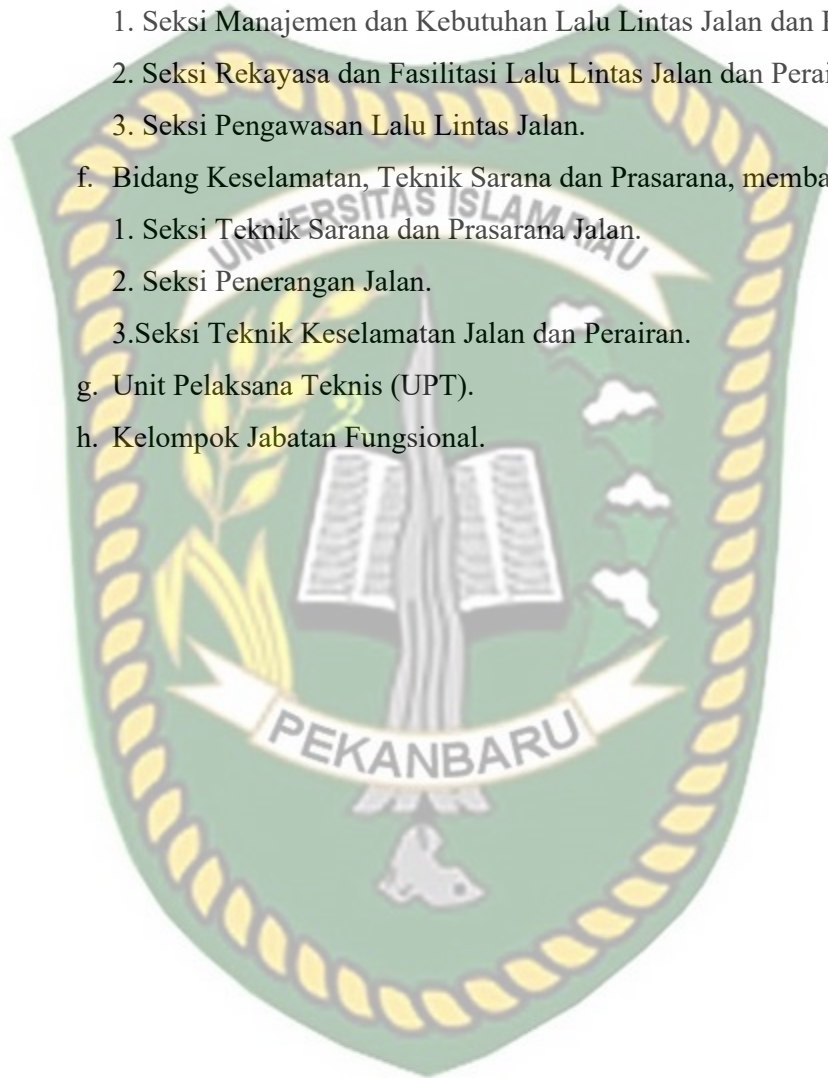 1. Seksi Manajemen dan Kebutuhan Lalu Lintas Jalan dan
2. Seksi Rekayasa dan Fasilitasi Lalu Lintas Jalan dan Perai
3. Seksi Pengawasan Lalu Lintas Jalan.
f. Bidang Keselamatan, Teknik Sarana dan Prasarana, memba
UNIVERSITAS ISLAM RIAU
1. Seksi Teknik Sarana dan Prasarana Jalan.
2. Seksi Penerangan Jalan.
3.Seksi Teknik Keselamatan Jalan dan Perairan.
g. Unit Pelaksana Teknis (UPT).
h. Kelompok Jabatan Fungsional.
PEKANBARU